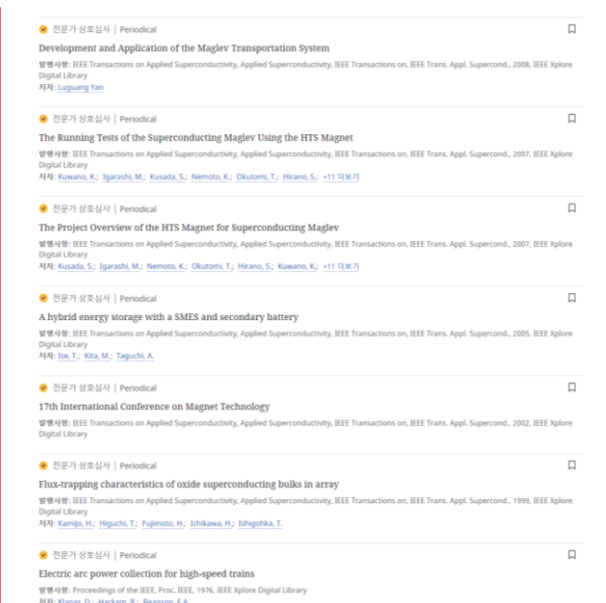 전문가 상호심사 | Periodical
Development and Application of the Maglev Transportation System
발행사항: IEEE Transactions on Applied Superconductivity, Applied Superconductivity, IEEE Transactions on, IEEE Trans. Appl. Supercond., 2008, IEEE Xplore
Digital Library
저자: Luguang Yan
전문가 상호심사 | Periodical
The Running Tests of the Superconducting Maglev Using the HTS Magnet
발행사항: IEEE Transactions on Applied Superconductivity, Applied Superconductivity, IEEE Transactions on, IEEE Trans. Appl. Supercond., 2007, IEEE Xplore
Digital Library
저자: Kuwano, K.; Igarashi, M.; Kusada, S.; Nemoto, K.; Okutomi, T.; Hirano, S.; +11 더보기
전문가 상호심사 | Periodical
The Project Overview of the HTS Magnet for Superconducting Maglev
발행사항: IEEE Transactions on Applied Superconductivity, Applied Superconductivity, IEEE Transactions on, IEEE Trans. Appl. Supercond., 2007, IEEE Xplore
Digital Library
저자: Kusada, S.; Igarashi, M.; Nemoto, K.; Okutomi, T.; Hirano, S.; Kuwano, K.; +11 더보기
전문가 상호심사 | Periodical
A hybrid energy storage with a SMES and secondary battery
발행사항: IEEE Transactions on Applied Superconductivity, Applied Superconductivity, IEEE Transactions on, IEEE Trans. Appl. Supercond., 2005, IEEE Xplore
Digital Library
저자: Ise, T.; Kita, M.; Taguchi, A.
전문가 상호심사 | Periodical
17th International Conference on Magnet Technology
발행사항: IEEE Transactions on Applied Superconductivity, Applied Superconductivity, IEEE Transactions on, IEEE Trans. Appl. Supercond., 2002, IEEE Xplore
Digital Library
전문가 상호심사 | Periodical
Flux-trapping characteristics of oxide superconducting bulks in array
발행사항: IEEE Transactions on Applied Superconductivity, Applied Superconductivity, IEEE Transactions on, IEEE Trans. Appl. Supercond., 1999, IEEE Xplore
Digital Library
저자: Kamijo, H.; Higuchi, T.; Fujimoto, H.; Ichikawa, H.; Ishigohka, T.
전문가 상호심사 | Periodical
Electric arc power collection for high-speed trains
발행사항: Proceedings of the IEEE, Proc. IEEE, 1976, IEEE Xplore Digital Library
저자: Klapas, D.; Hackam, R.; Beanson, F.A.